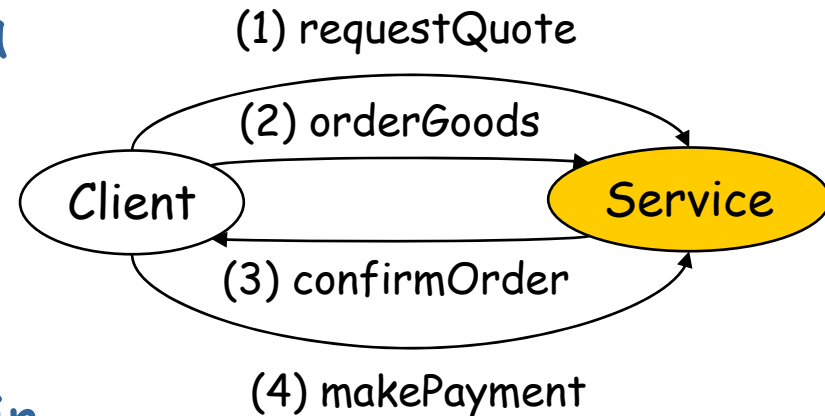 (1) requestQuote
(2) orderGoods
Client
Service
(3) confirmOrder
(4) makePayment